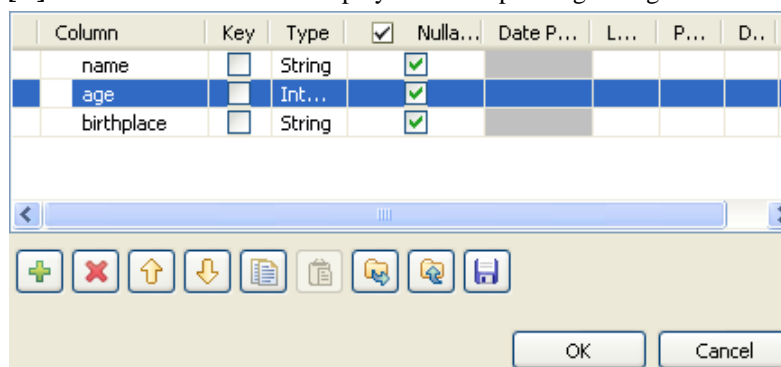 Column Key Type Nulla... Date P... L... P... D..
name String
age Int...
birthplace String
OK Cancel